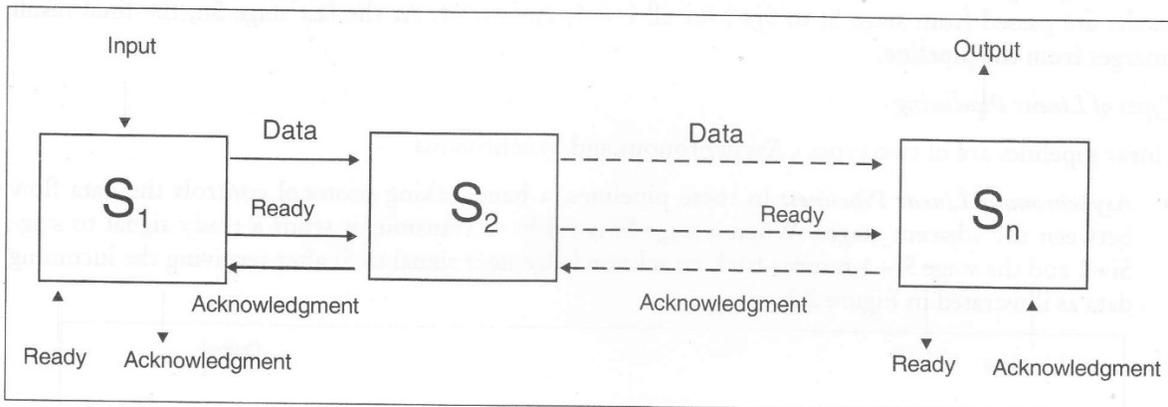 Input
Output
Data
Data
S1
S2
Sn
Ready
Ready
Acknowledgment
Acknowledgment
Ready
Acknowledgment
Ready
Acknowledgment